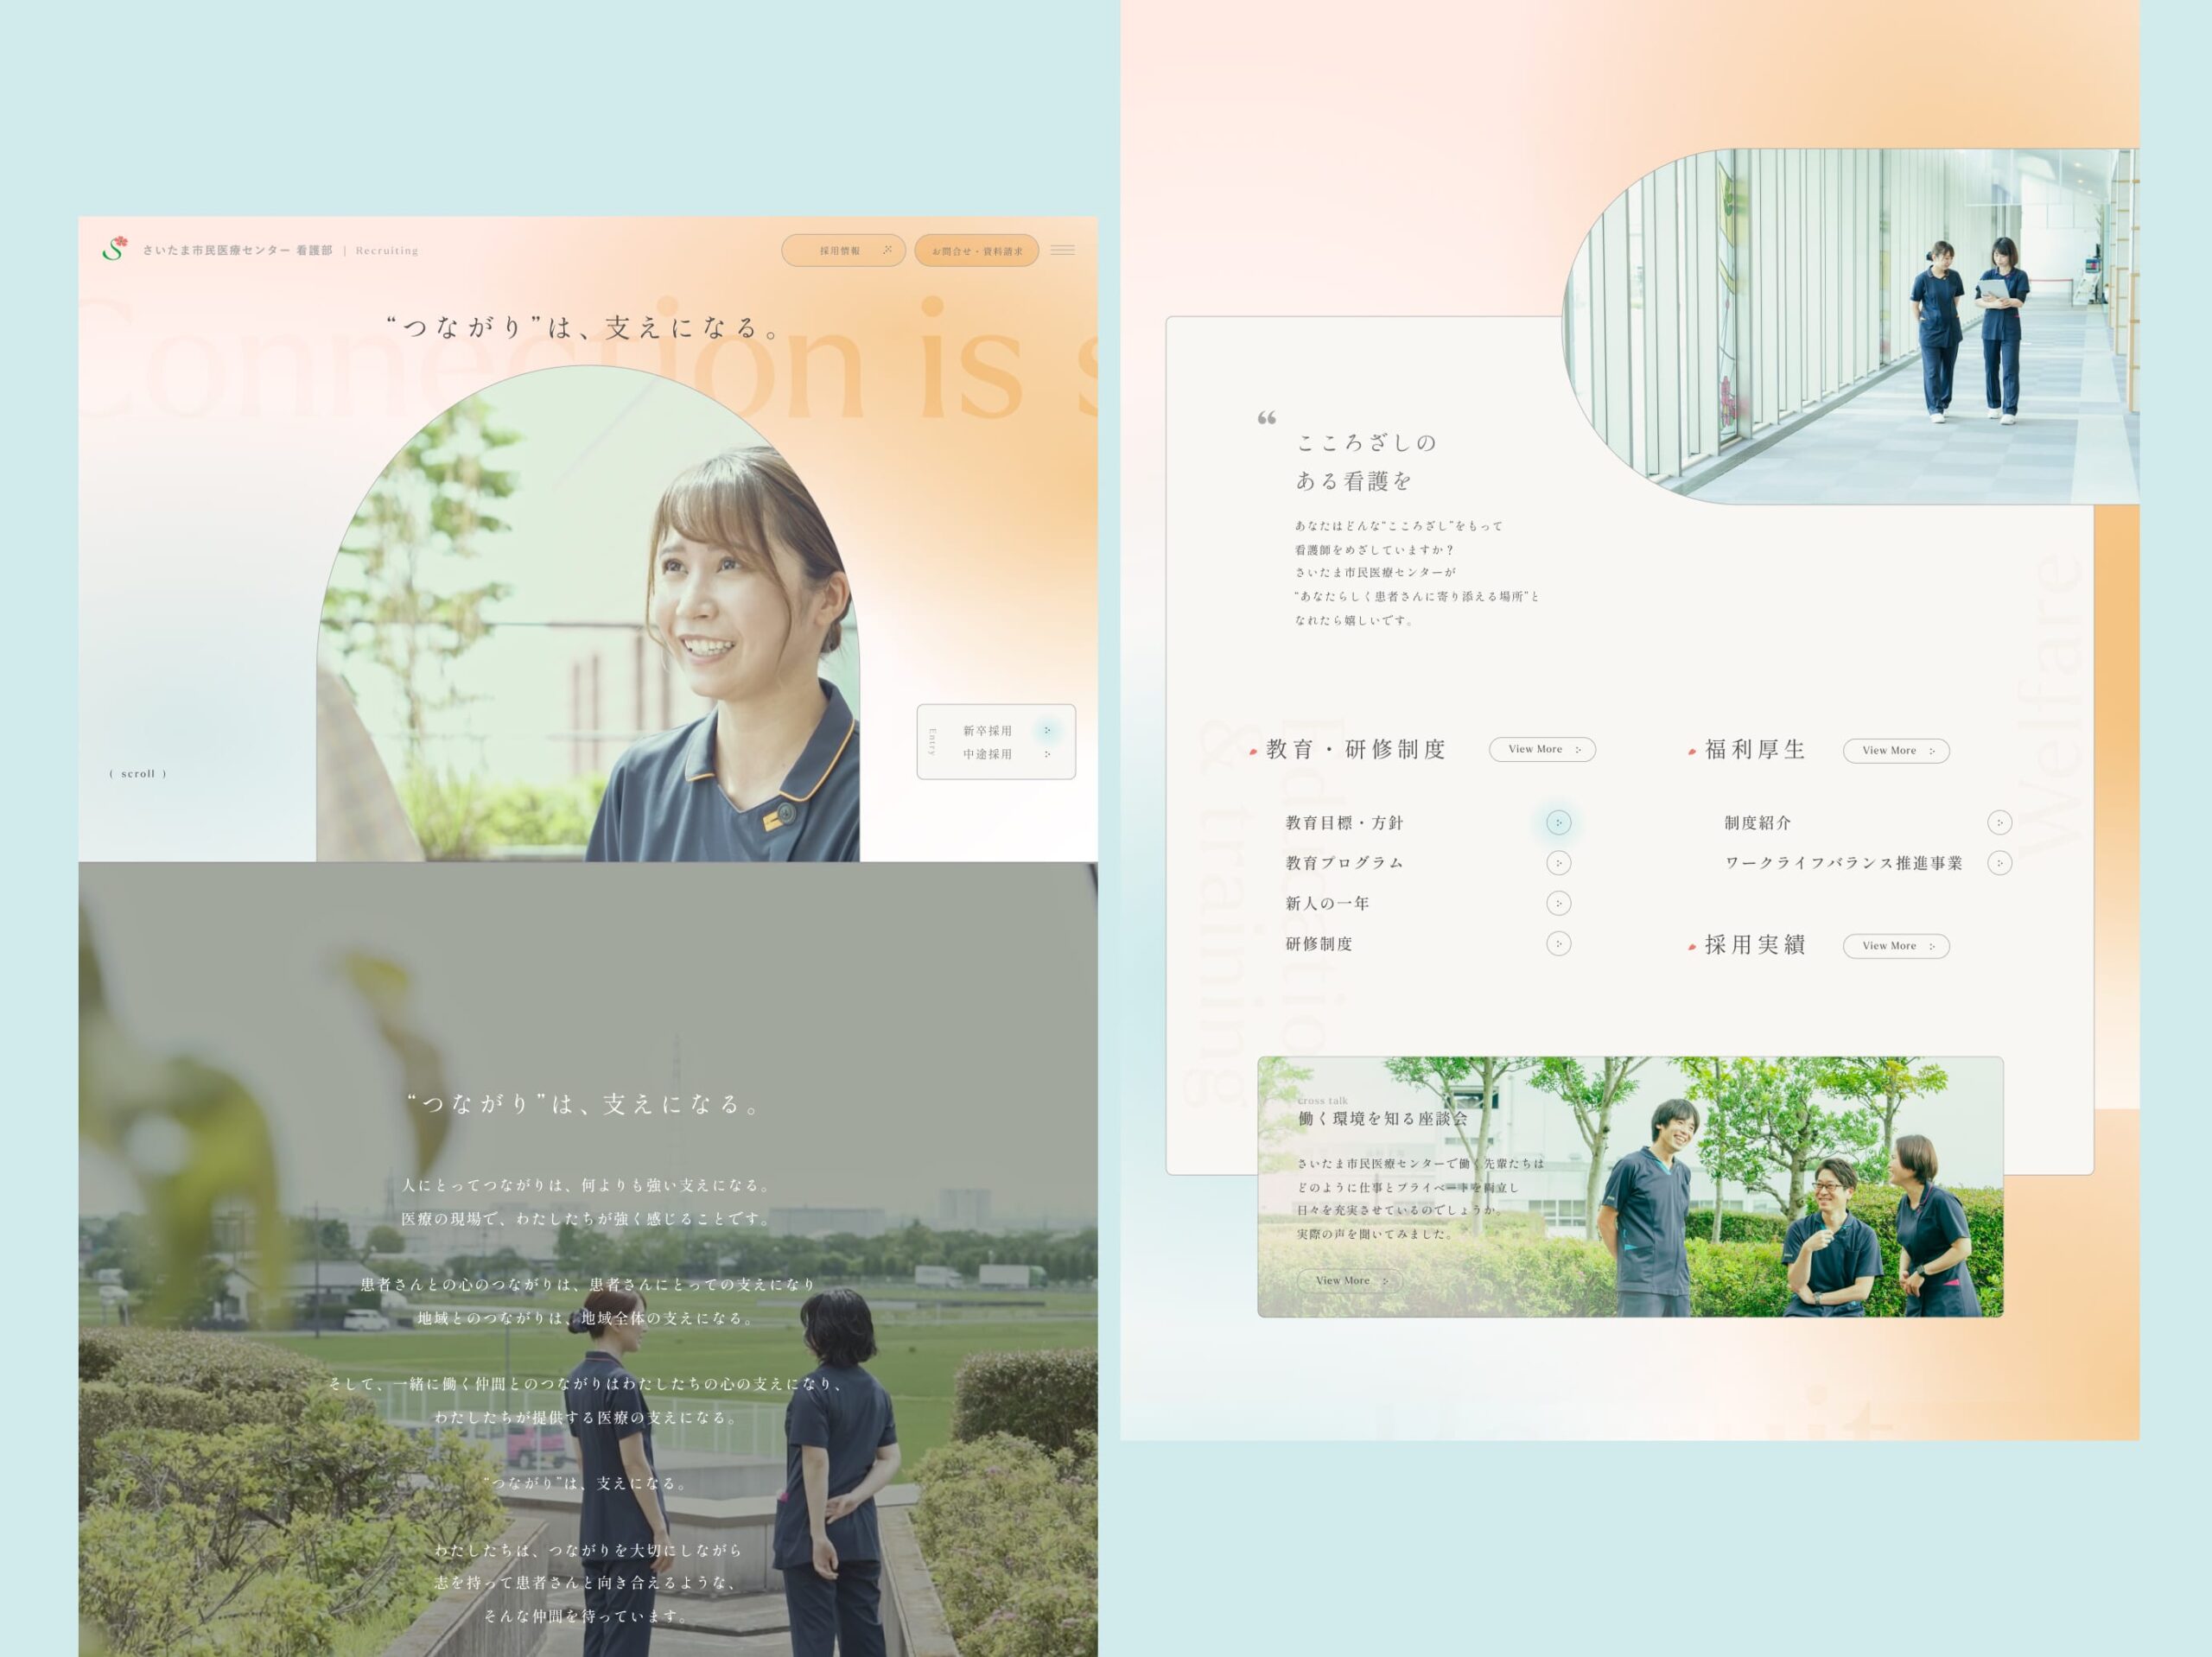 さいたま市民医療センター 看護部 | Recruiting
採用情報
お問合せ・資料請求
Connection is s
“つながり”は、支えになる。
Entry
新卒採用
中途採用
( scroll )
“つながり”は、支えになる。
人にとってつながりは、何よりも強い支えになる。
医療の現場で、わたしたちが強く感じることです。
患者さんとの心のつながりは、患者さんにとっての支えになり
地域とのつながりは、地域全体の支えになる。
そして、一緒に働く仲間とのつながりはわたしたちの心の支えになり、
わたしたちが提供する医療の支えになる。
“つながり”は、支えになる。
わたしたちは、つながりを大切にしながら
志を持って患者さんと向き合えるような、
そんな仲間を待っています。
“
こころざしの
ある看護を
あなたはどんな“こころざし”をもって
看護師をめざしていますか？
さいたま市民医療センターが
“あなたらしく患者さんに寄り添える場所”と
なれたら嬉しいです。
Education
& training
教育・研修制度
View More
教育目標・方針
教育プログラム
新人の一年
研修制度
Welfare
福利厚生
View More
制度紹介
ワークライフバランス推進事業
採用実績
View More
cross talk
働く環境を知る座談会
さいたま市民医療センターで働く先輩たちは
どのように仕事とプライベートを両立し
日々を充実させているのでしょうか。
実際の声を聞いてみました。
View More